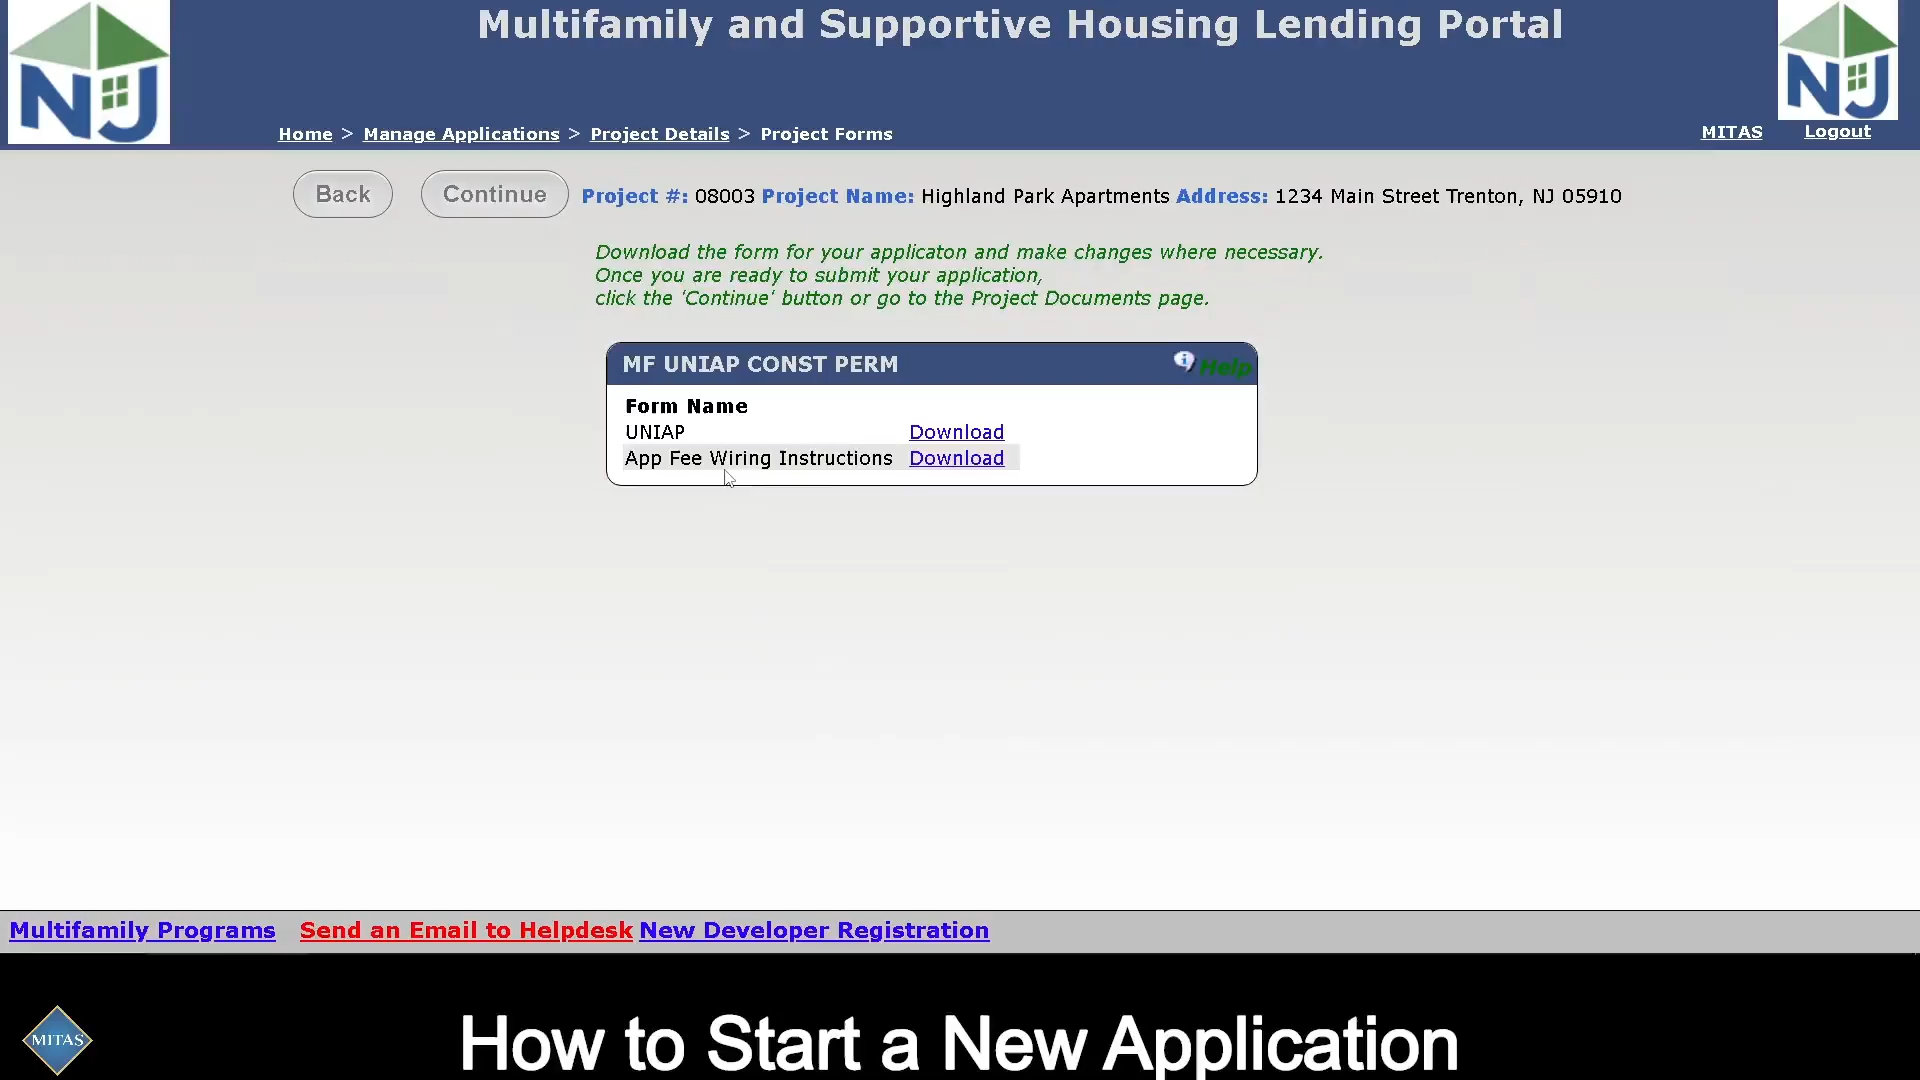 Multifamily and Supportive Housing Lending Portal
NJ
NJ
Home > Manage Applications > Project Details > Project Forms
MITAS Logout
Back Continue Project #: 08003 Project Name: Highland Park Apartments Address: 1234 Main Street Trenton, NJ 05910
Download the form for your applicaton and make changes where necessary.
Once you are ready to submit your application,
click the 'Continue' button or go to the Project Documents page.
MF UNIAP CONST PERM Help
Form Name
UNIAP Download
App Fee Wiring Instructions Download
Multifamily Programs Send an Email to Helpdesk New Developer Registration
MITAS
How to Start a New Application